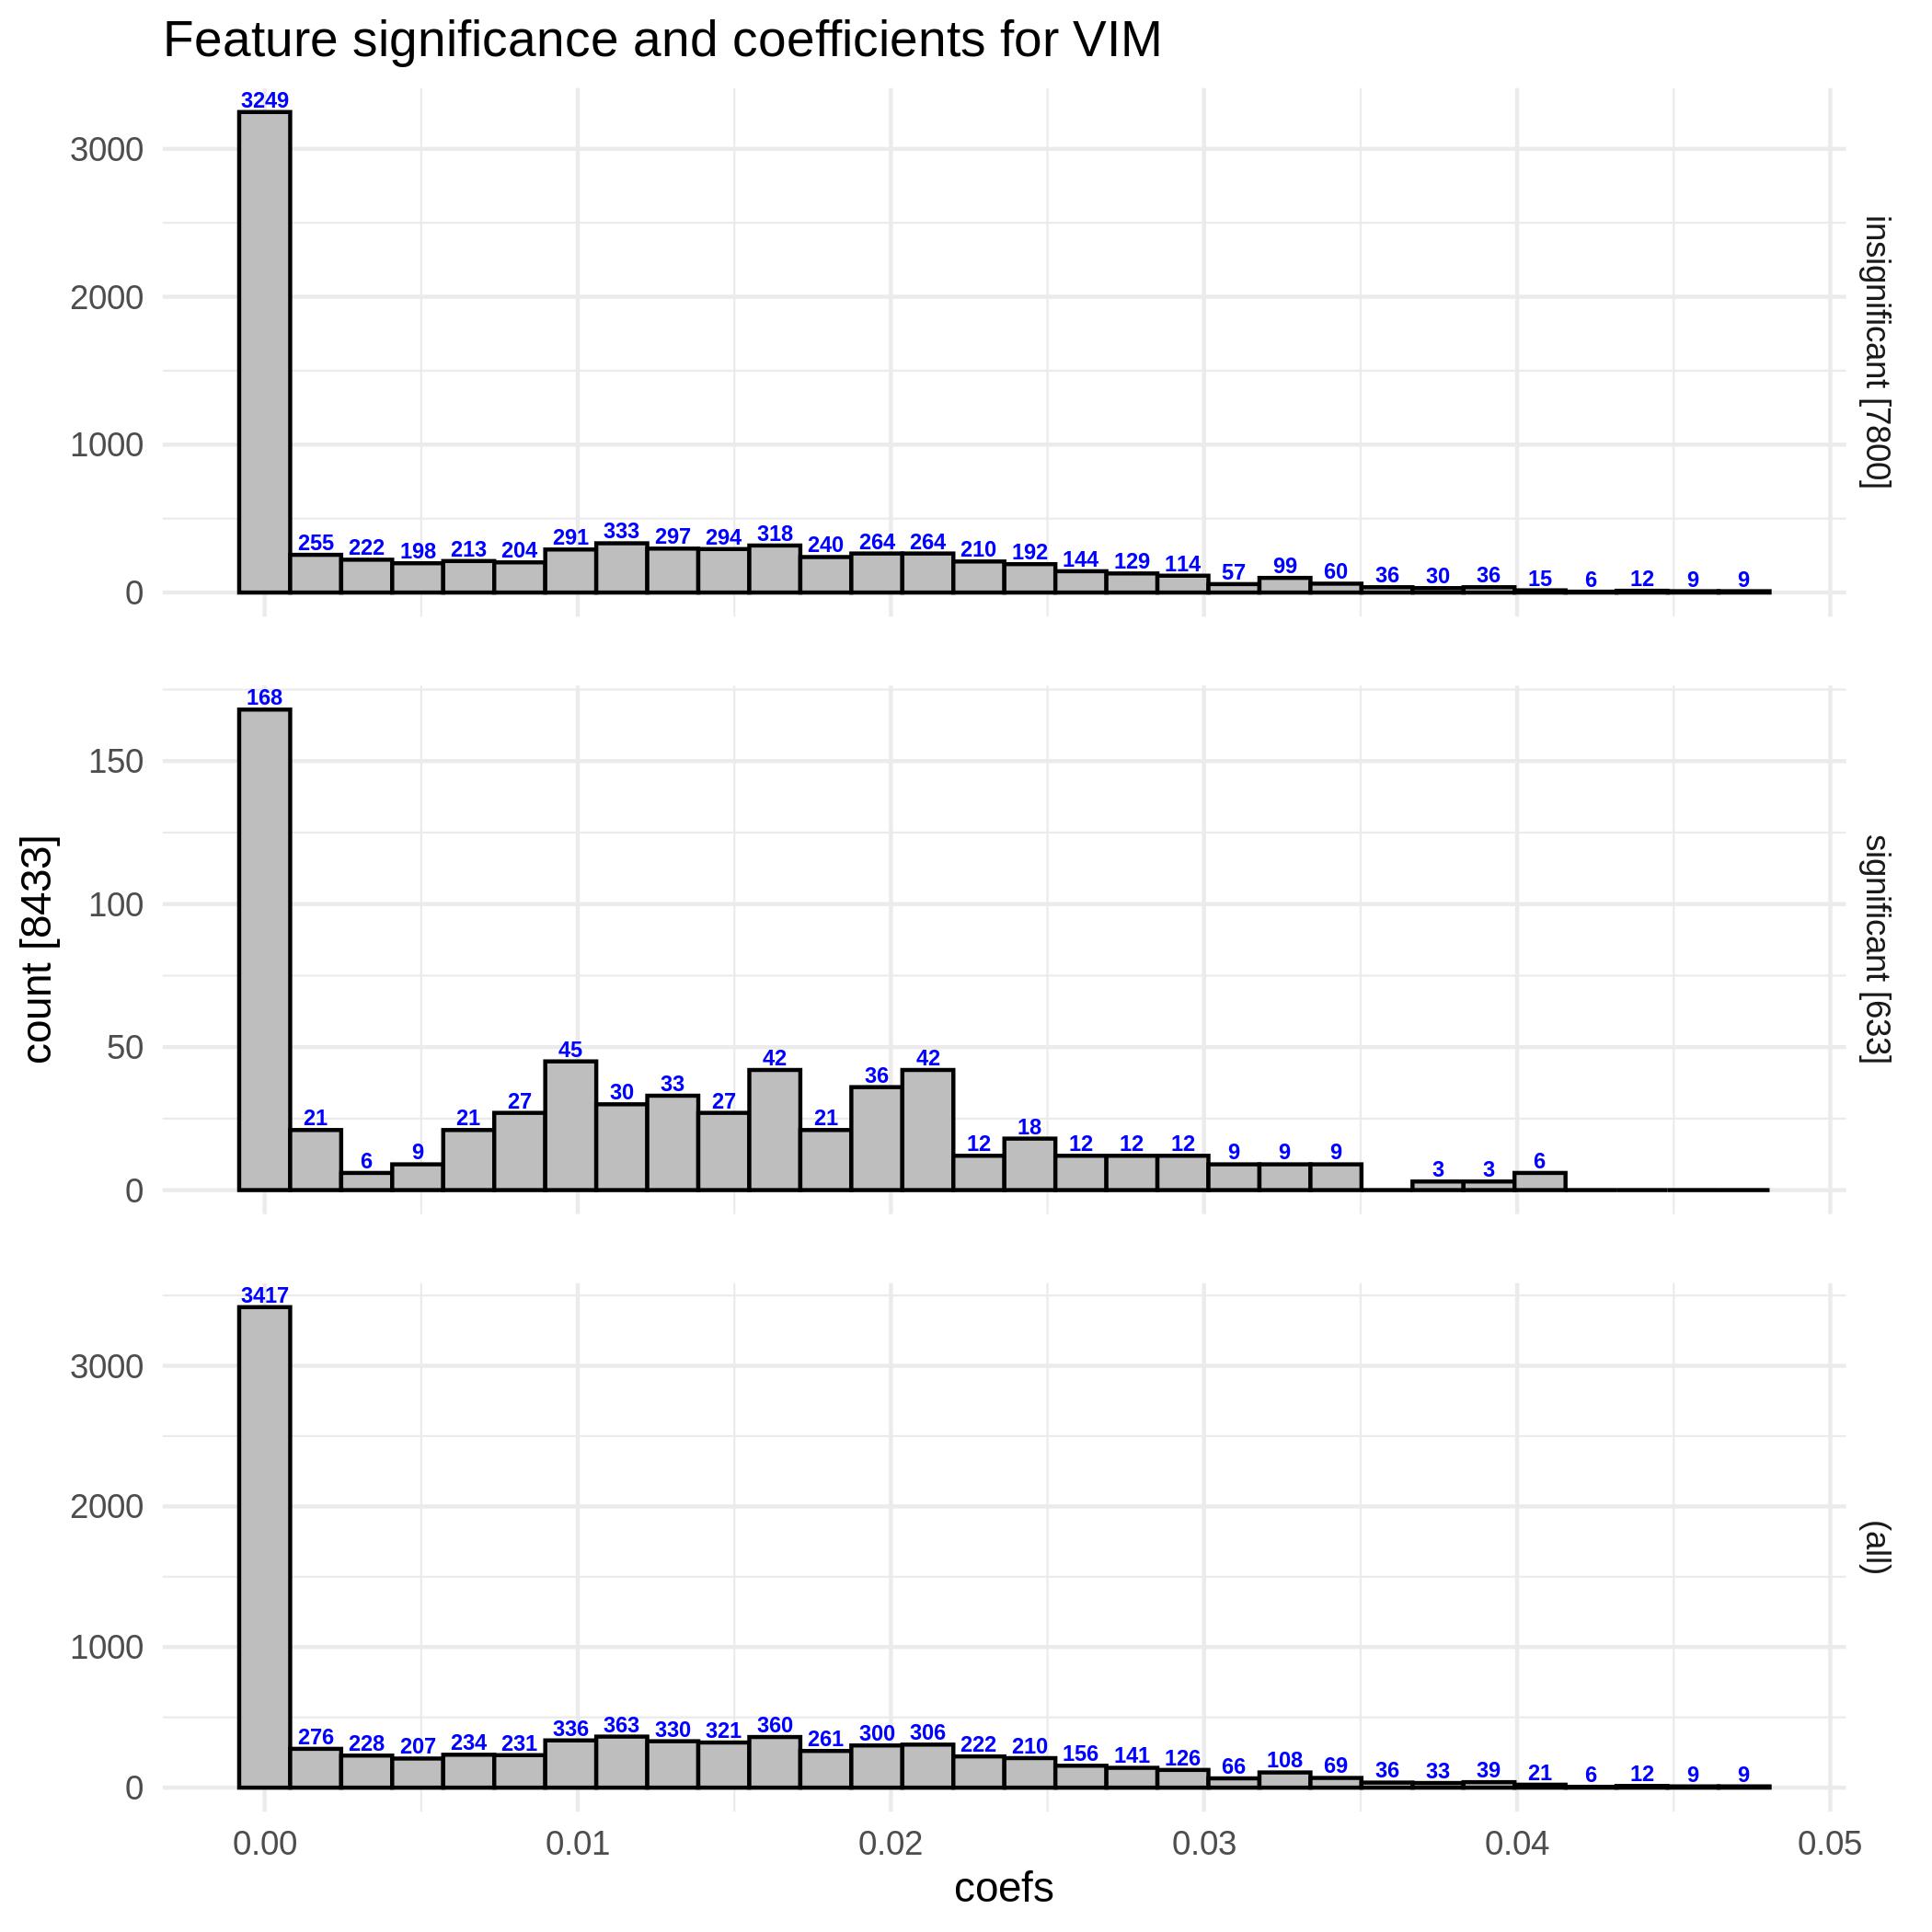 Feature significance and coefficients for VIM
3249
3000
2000
1000
0
255 222 198 213 204 291 333 297 294 318 240 264 264 210 192 144 129 114 57 99 60 36 30 36 15 6 12 9 9
insignificant [7800]
168
150
100
50
0
21 6 9 21 27 45 30 33 27 42 21 36 42 12 18 12 12 12 9 9 9 3 3 6
significant [633]
count [8433]
3417
3000
2000
1000
0
276 228 207 234 231 336 363 330 321 360 261 300 306 222 210 156 141 126 66 108 69 36 33 39 21 6 12 9 9
(all)
0.00 0.01 0.02 0.03 0.04 0.05
coefs